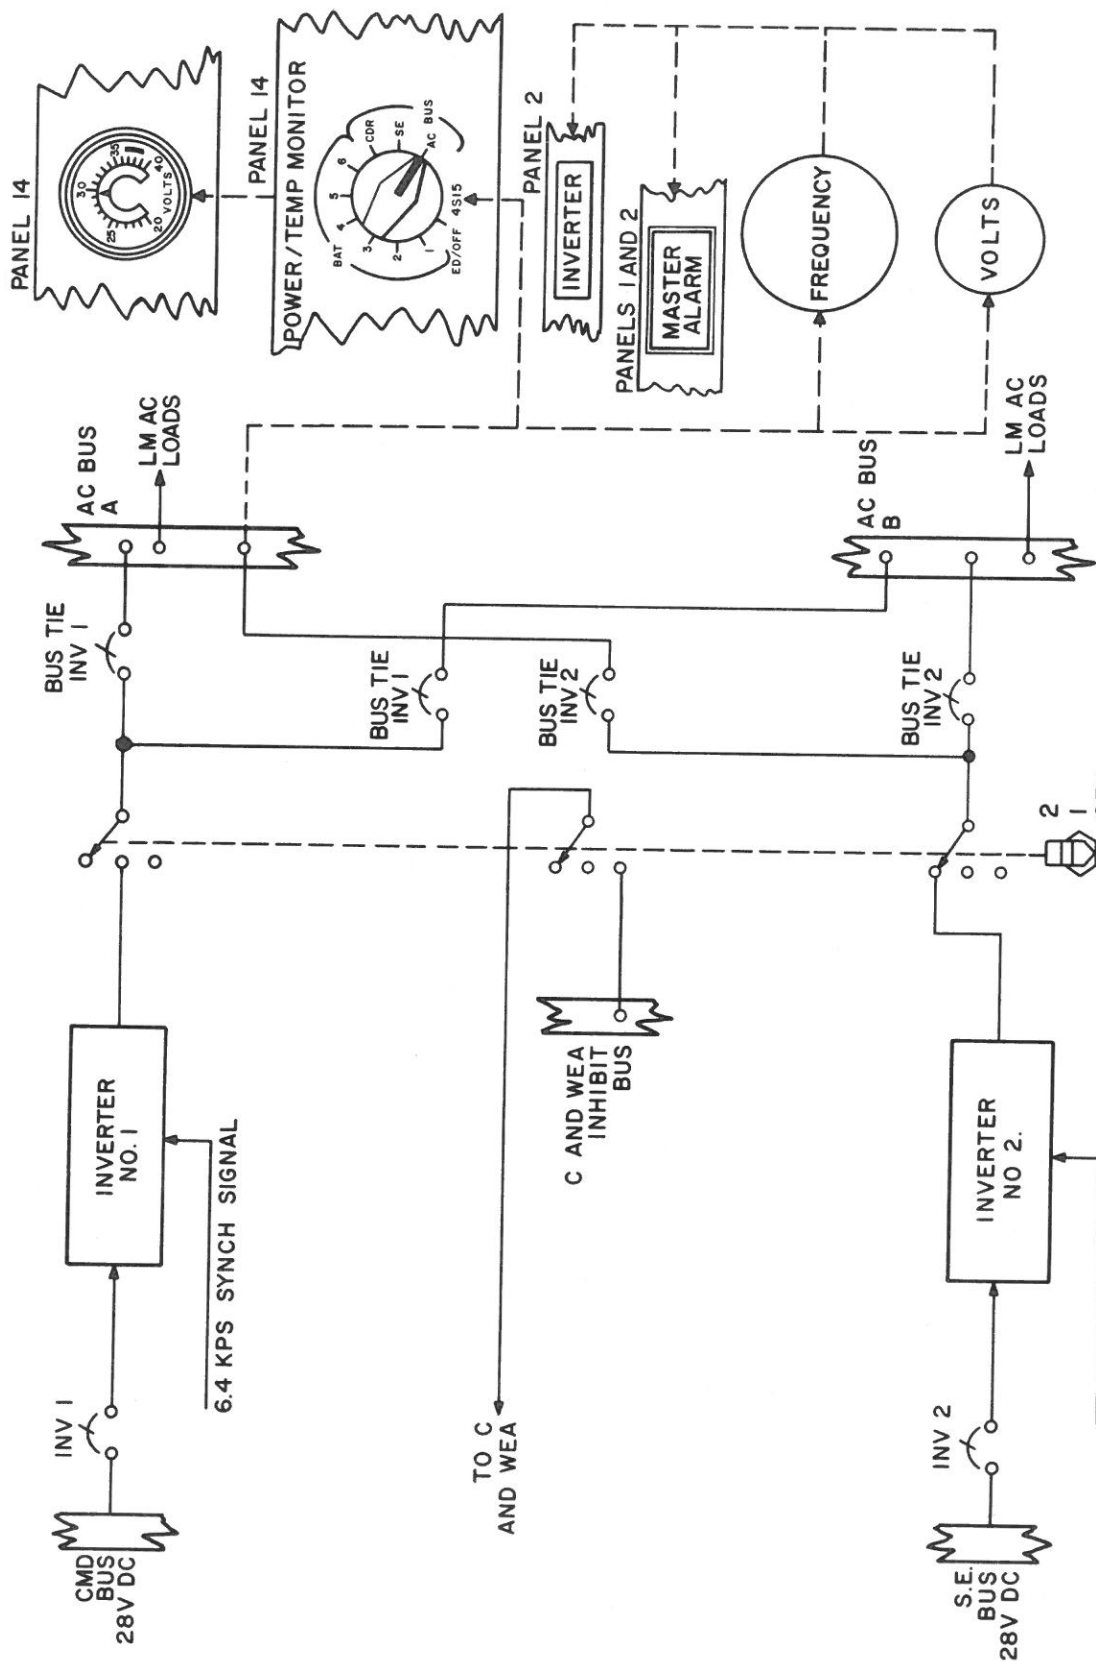 PANEL 14
25
30
35
20
40
VOLTS
PANEL 14
POWER/TEMP MONITOR
BAT
AC BUS
CDR
SE
6
5
4
3
2
1
ED/OFF
4S15
PANEL 2
INVERTER
PANELS 1 AND 2
MASTER
ALARM
FREQUENCY
VOLTS
AC BUS
A
LM AC
LOADS
AC BUS
B
LM AC
LOADS
BUS TIE
INV 1
BUS TIE
INV 1
BUS TIE
INV 2
BUS TIE
INV 2
2
1
C AND WEA
INHIBIT
BUS
INVERTER
NO. 1
6.4 KPS SYNCH SIGNAL
INVERTER
NO 2.
TO C
AND WEA
INV 1
INV 2
CMD
BUS
28V DC
S.E.
BUS
28V DC